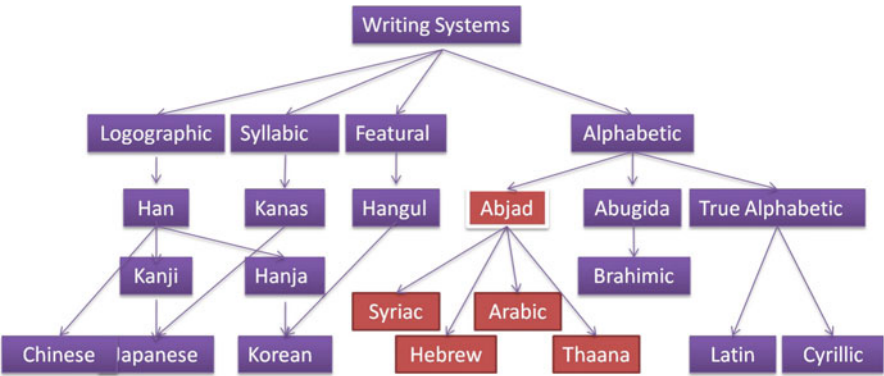 Writing Systems
Logographic
Syllabic
Featural
Alphabetic
Han
Kanas
Hangul
Abjad
Abugida
True Alphabetic
Kanji
Hanja
Brahimic
Syriac
Arabic
Chinese
Japanese
Korean
Hebrew
Thaana
Latin
Cyrillic